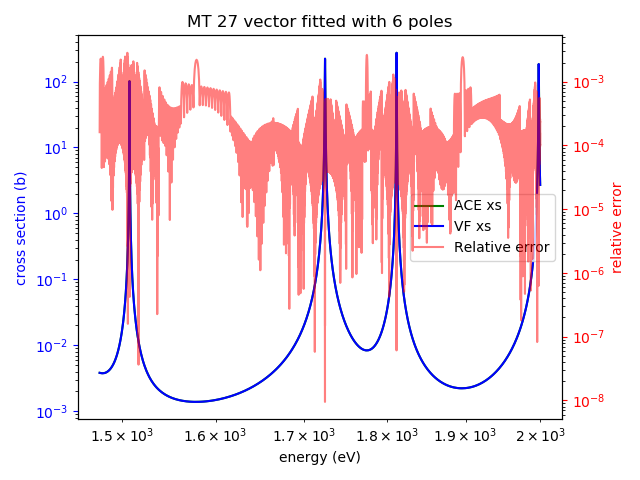 MT 27 vector fitted with 6 poles
10²
10¹
10⁰
10⁻¹
10⁻²
10⁻³
cross section (b)
10⁻³
10⁻⁴
10⁻⁵
10⁻⁶
10⁻⁷
10⁻⁸
relative error
ACE xs
VF xs
Relative error
1.5 × 10³ 1.6 × 10³ 1.7 × 10³ 1.8 × 10³ 1.9 × 10³ 2 × 10³
energy (eV)